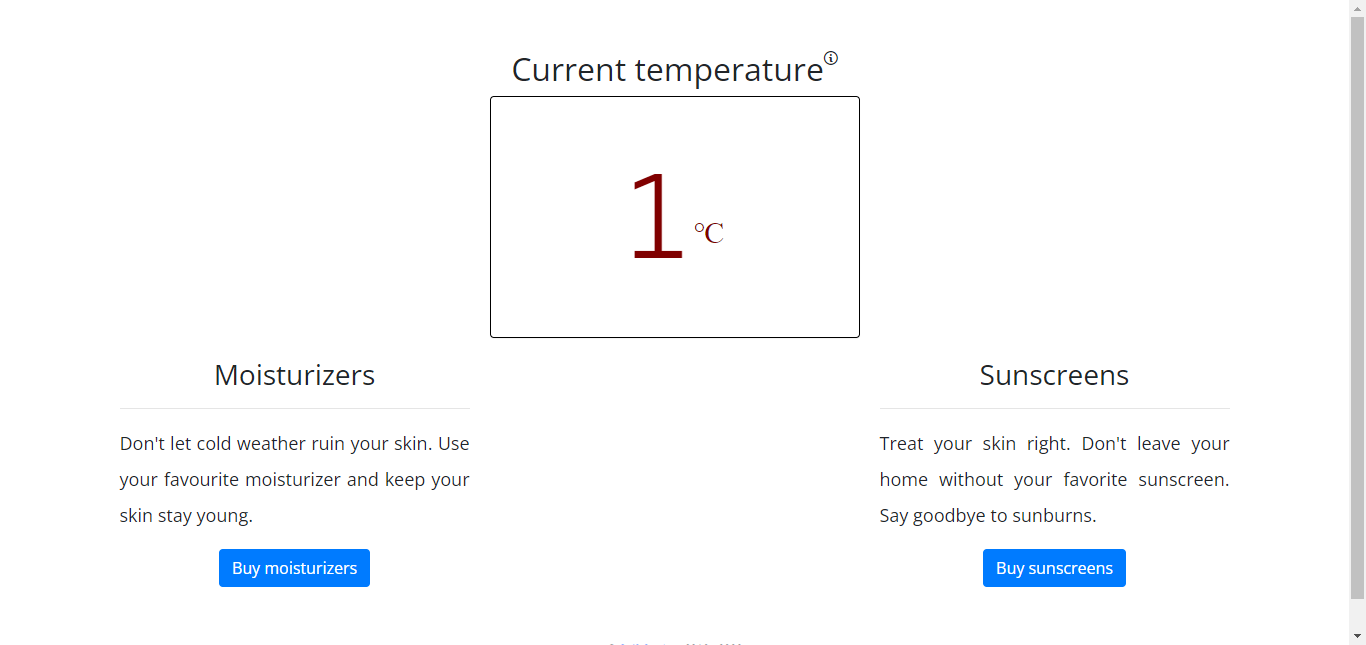 Current temperature
1 ℃
Moisturizers
Don't let cold weather ruin your skin. Use
your favourite moisturizer and keep your
skin stay young.
Buy moisturizers
Sunscreens
Treat your skin right. Don't leave your
home without your favorite sunscreen.
Say goodbye to sunburns.
Buy sunscreens